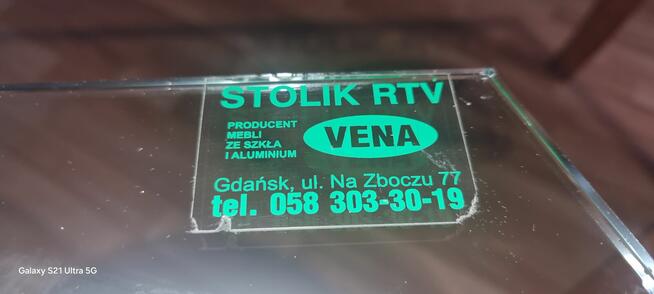 STOLIK RTV
PRODUCENT
MEBLI
ZE SZKŁA
I ALUMINIUM
VENA
Gdańsk, ul. Na Zboczu 77
tel. 058 303-30-19
Galaxy S21 Ultra 5G